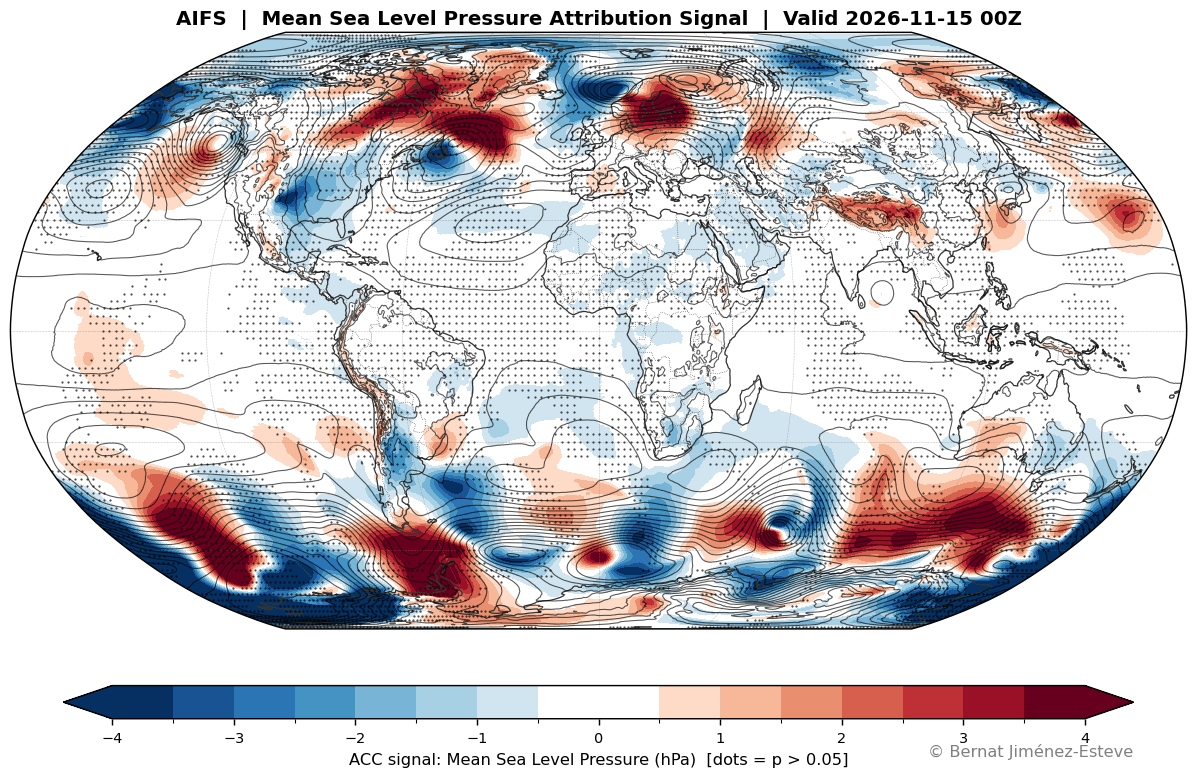 AIFS | Mean Sea Level Pressure Attribution Signal | Valid 2026-11-15 00Z
−4 −3 −2 −1 0 1 2 3 4
ACC signal: Mean Sea Level Pressure (hPa) [dots = p > 0.05]
© Bernat Jiménez-Esteve